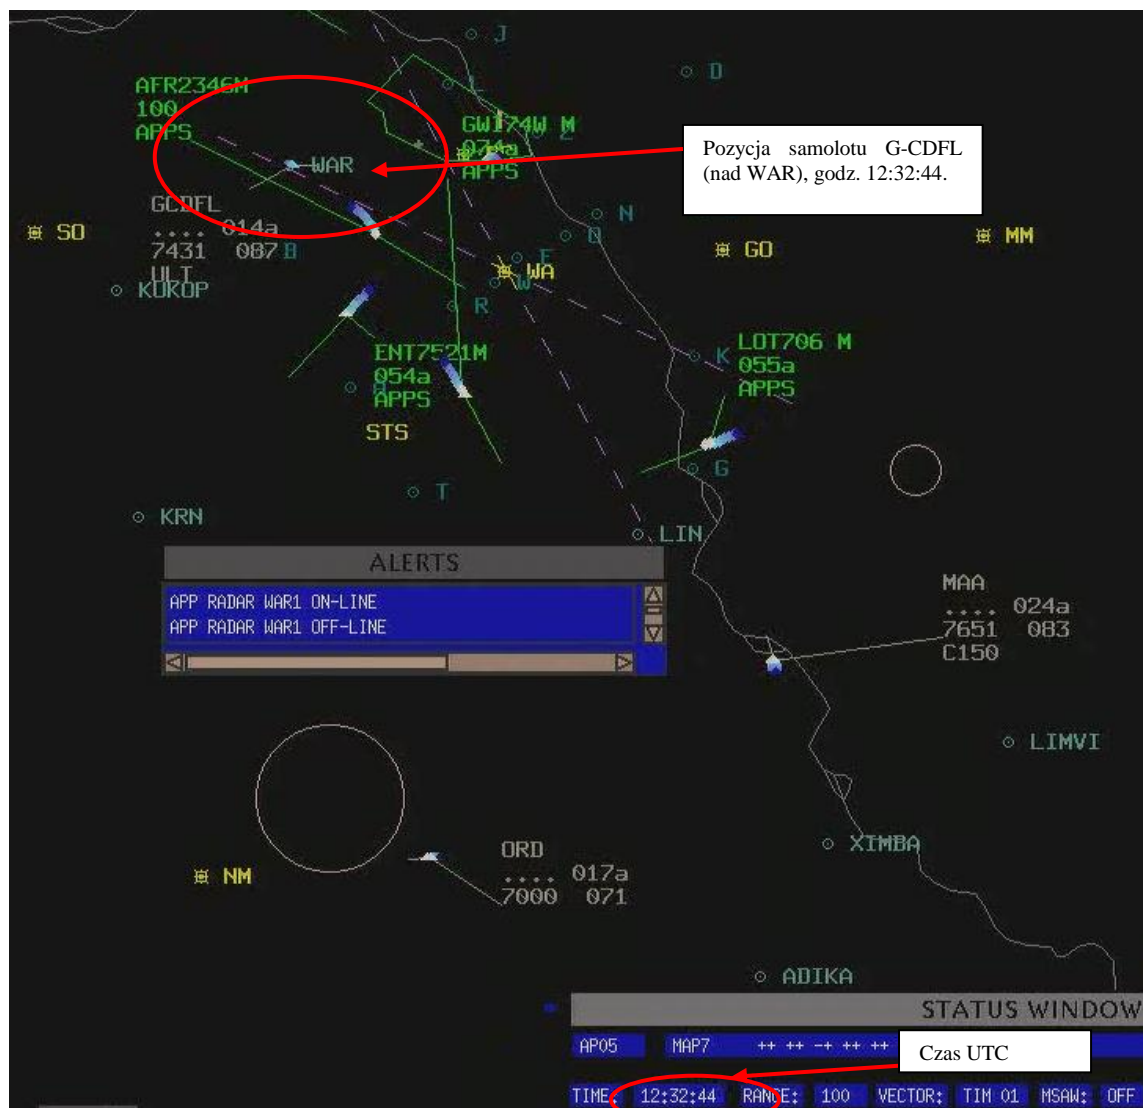 J
D
AFR2346M
100
APPS
L
GW174W M
074a
Z
APPS
WAR
Pozycja samolotu G-CDFL
(nad WAR), godz. 12:32:44.
GCDFL
.... 014a
7431 087
ULT
B
SO
N
O
GO
MM
F
WA
W
KUKOP
R
ENT7521M
054a
APPS
STS
K
LOT706 M
055a
APPS
G
T
KRN
LIN
ALERTS
APP RADAR WAR1 ON-LINE
APP RADAR WAR1 OFF-LINE
MAA
.... 024a
7651 083
C150
LIMVI
XIMBA
ORD
.... 017a
7000 071
NM
ADIKA
STATUS WINDOW
AP05 MAP7 ++ ++ -+ ++ ++
Czas UTC
TIME: 12:32:44 RANGE: 100 VECTOR: TIM 01 MSAW: OFF